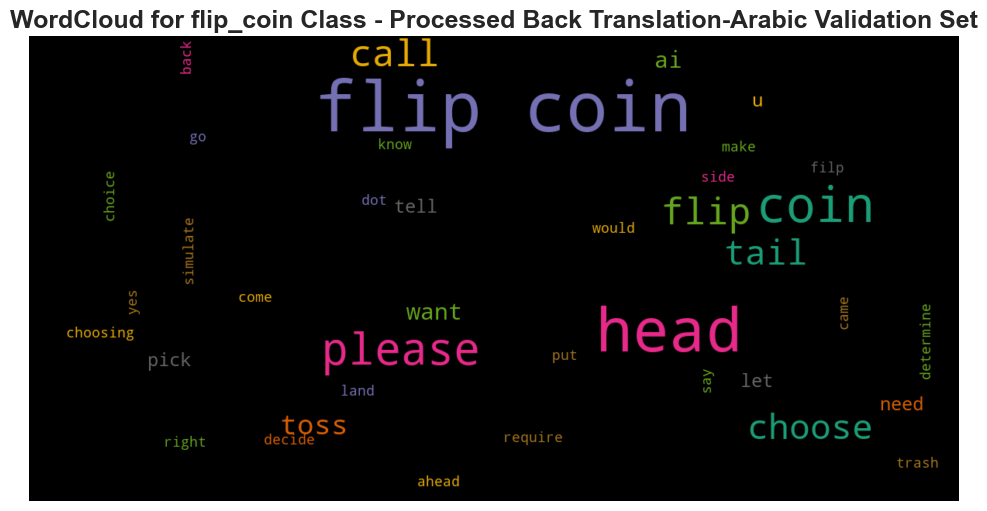 WordCloud for flip_coin Class - Processed Back Translation-Arabic Validation Set
back
call
ai
flip coin
u
go
know
make
side
filp
choice
dot
tell
flip
coin
simulate
would
tail
yes
come
want
came
choosing
please
head
determine
pick
put
land
say
let
need
toss
choose
right
decide
require
trash
ahead